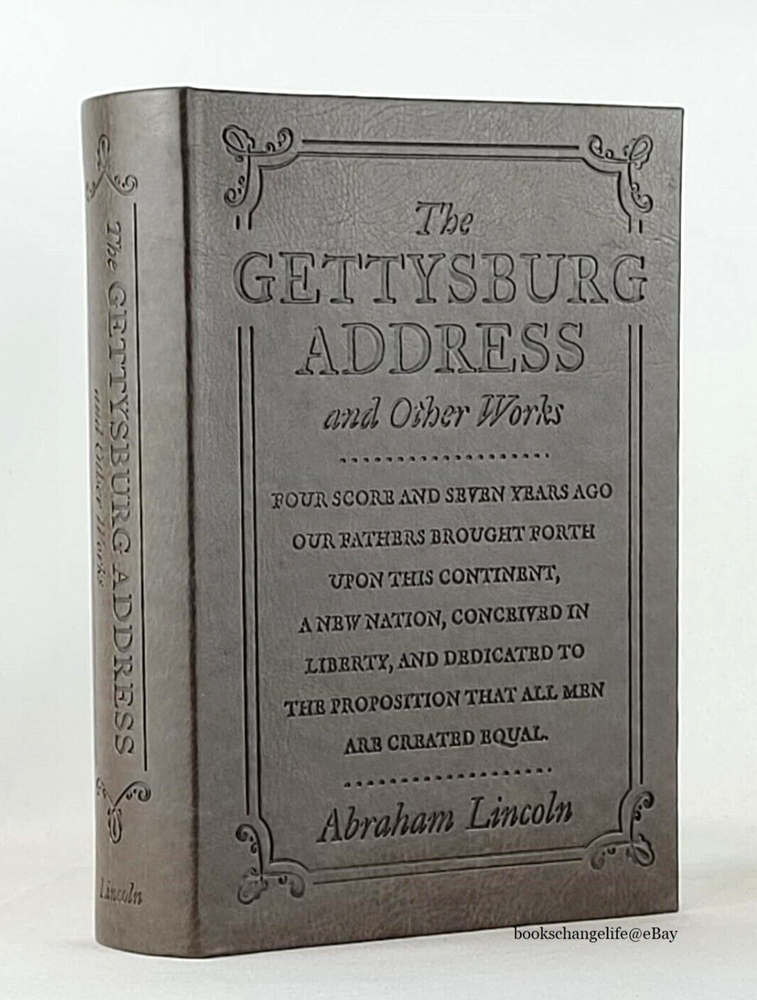 The
GETTYSBURG
ADDRESS
and Other Works
FOUR SCORE AND SEVEN YEARS AGO
OUR FATHERS BROUGHT FORTH
UPON THIS CONTINENT,
A NEW NATION, CONCEIVED IN
LIBERTY, AND DEDICATED TO
THE PROPOSITION THAT ALL MEN
ARE CREATED EQUAL.
Abraham Lincoln
The GETTYSBURG ADDRESS
and Other Works
Lincoln
bookschangelife@eBay